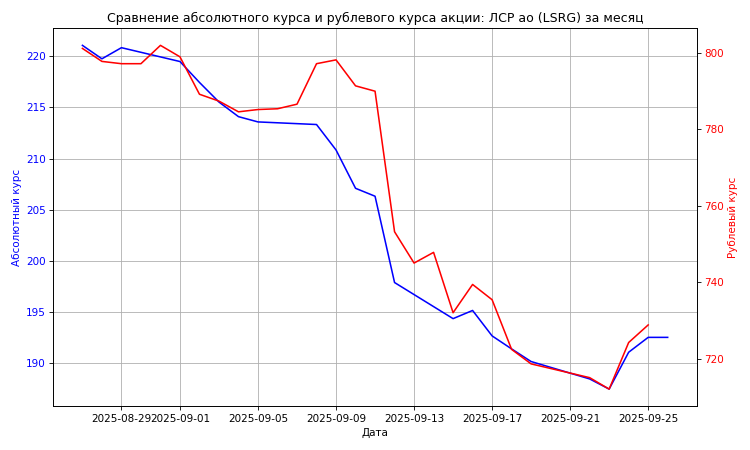 Сравнение абсолютного курса и рублевого курса акции: ЛСР ао (LSRG) за месяц
220
215
210
205
200
195
190
Абсолютный курс
800
780
760
740
720
Рублевый курс
2025-08-29 2025-09-01 2025-09-05 2025-09-09 2025-09-13 2025-09-17 2025-09-21 2025-09-25
Дата